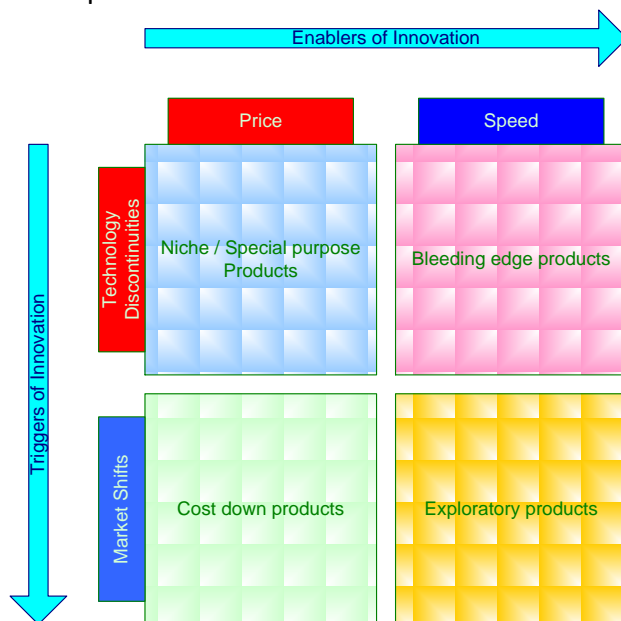 Enablers of Innovation
Price
Speed
Technology
Discontinuities
Niche / Special purpose
Products
Bleeding edge products
Triggers of Innovation
Market Shifts
Cost down products
Exploratory products